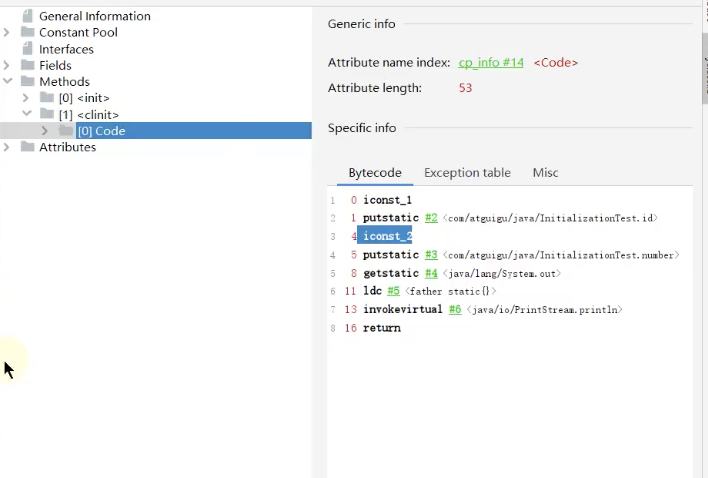 General Information
Constant Pool
Interfaces
Fields
Methods
[0] <init>
[1] <clinit>
[0] Code
Attributes
Generic info
Attribute name index: cp_info #14 <Code>
Attribute length: 53
Specific info
Bytecode Exception table Misc
1 0 iconst_1
2 1 putstatic #2 <com/atguigu/java/InitializationTest.id>
3 4 iconst_2
4 5 putstatic #3 <com/atguigu/java/InitializationTest.number>
5 8 getstatic #4 <java/lang/System.out>
6 11 ldc #5 <father static{}>
7 13 invokevirtual #6 <java/io/PrintStream.println>
8 16 return